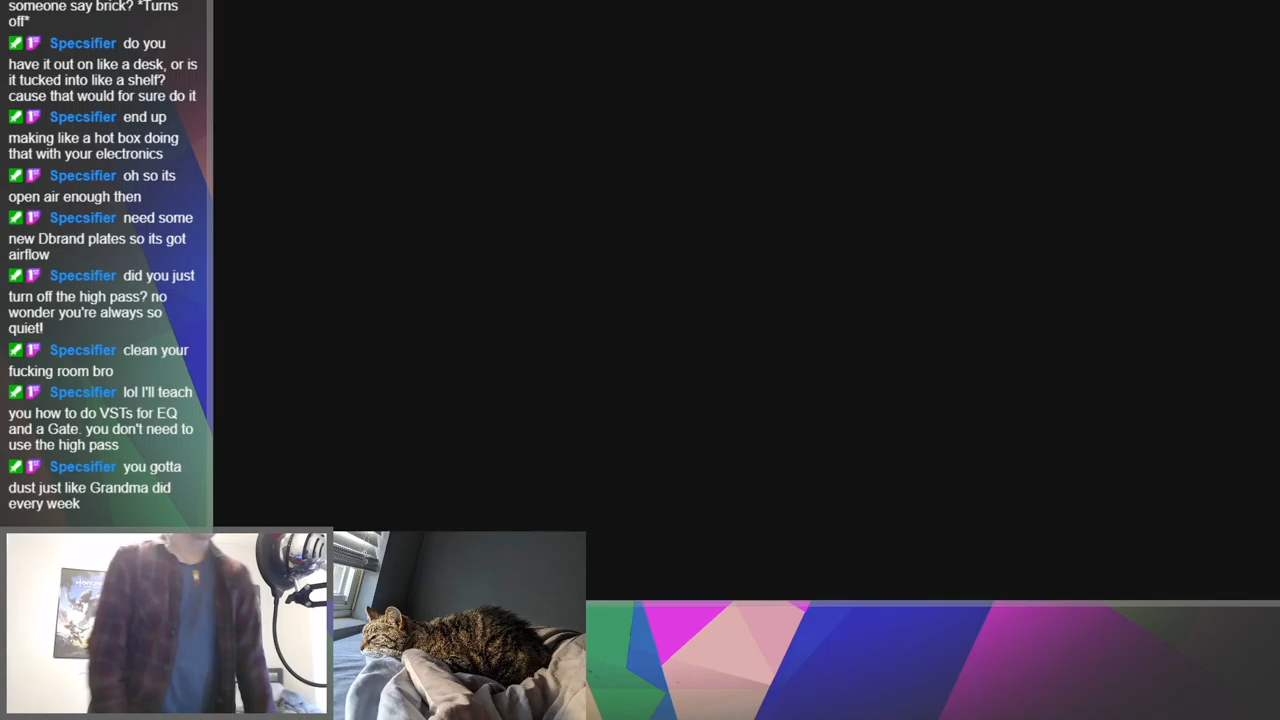 someone say brick? *Turns
off*
Specsifier do you
have it out on like a desk, or is
it tucked into like a shelf?
cause that would for sure do it
Specsifier end up
making like a hot box doing
that with your electronics
Specsifier oh so its
open air enough then
Specsifier need some
new Dbrand plates so its got
airflow
Specsifier did you just
turn off the high pass? no
wonder you're always so
quiet!
Specsifier clean your
fucking room bro
Specsifier lol I'll teach
you how to do VSTs for EQ
and a Gate. you don't need to
use the high pass
Specsifier you gotta
dust just like Grandma did
every week